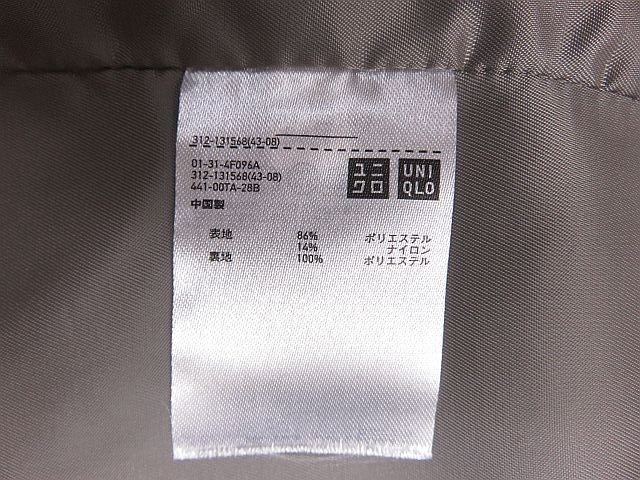 312-131568(43-08)
01-31-4F096A
312-131568(43-08)
441-00TA-28B
ユニ
クロ
UNI
QLO
中国製
表地 86% ポリエステル
14% ナイロン
裏地 100% ポリエステル